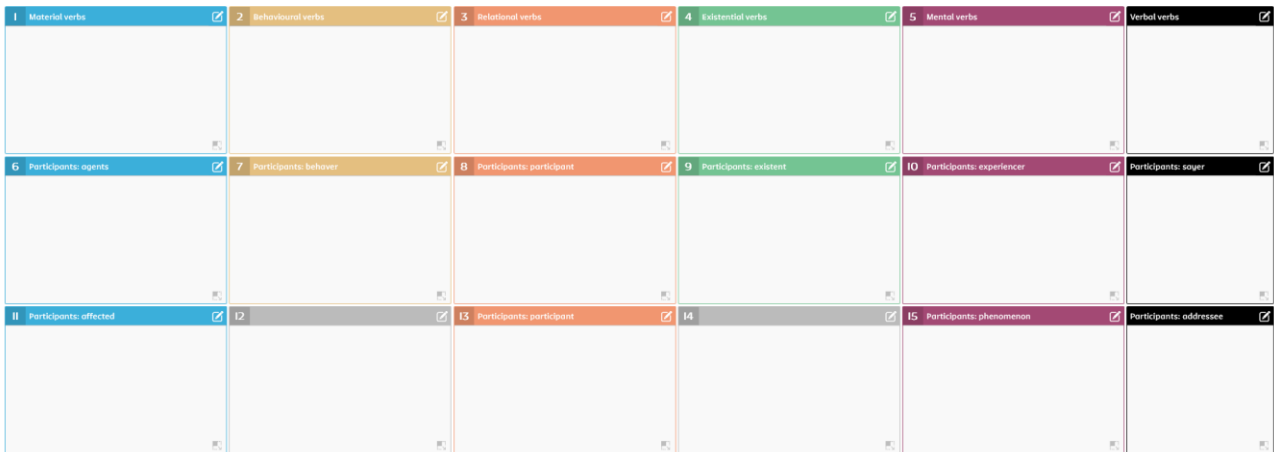 1 Material verbs
2 Behavioural verbs
3 Relational verbs
4 Existential verbs
5 Mental verbs
Verbal verbs
6 Participants: agents
7 Participants: behaver
8 Participants: participant
9 Participants: existent
10 Participants: experiencer
Participants: sayer
11 Participants: affected
12
13 Participants: participant
14
15 Participants: phenomenon
Participants: addressee